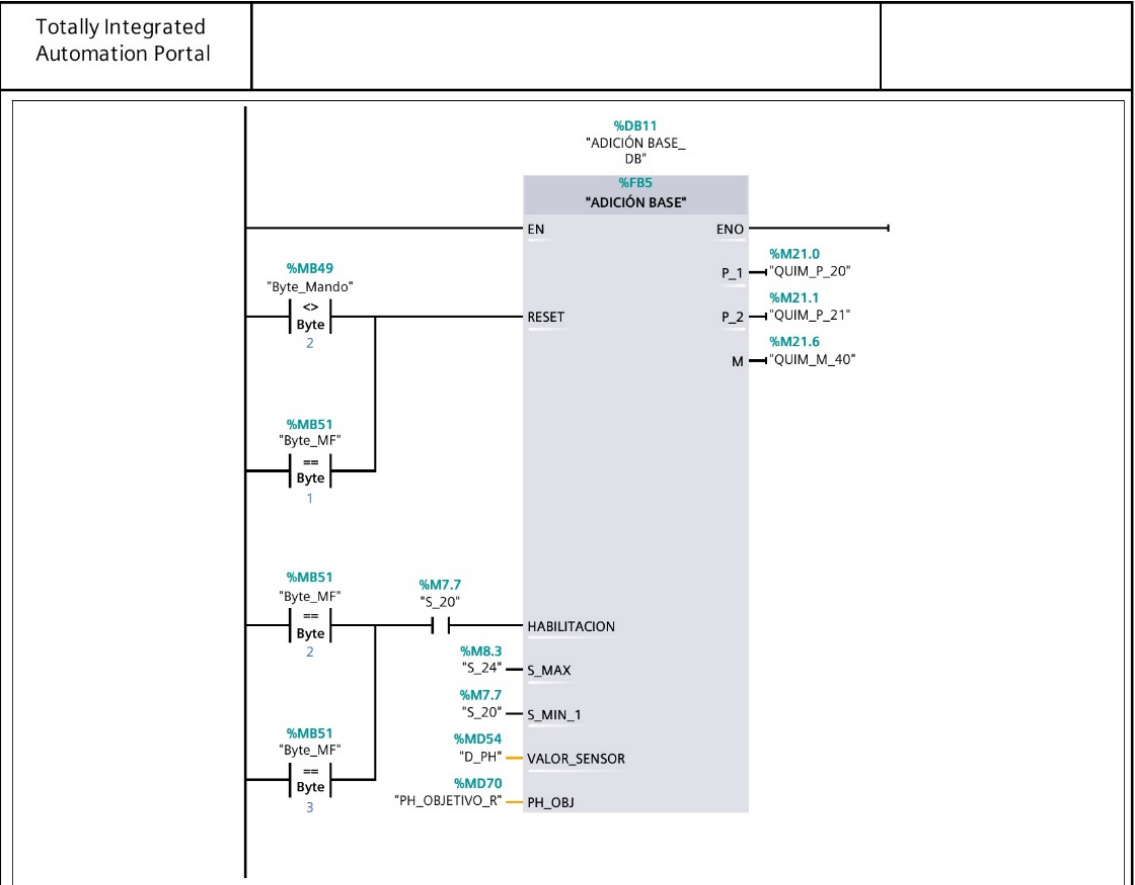 Totally Integrated
Automation Portal
%DB11
"ADICIÓN BASE_
DB"
%FB5
"ADICIÓN BASE"
EN
ENO
%M21.0
P_1
"QUIM_P_20"
%MB49
"Byte_Mando"
<>
Byte
2
RESET
%M21.1
P_2
"QUIM_P_21"
%M21.6
M
"QUIM_M_40"
%MB51
"Byte_MF"
==
Byte
1
%MB51
"Byte_MF"
==
Byte
2
%M7.7
"S_20"
HABILITACION
%M8.3
"S_24"
S_MAX
%M7.7
"S_20"
S_MIN_1
%MB51
"Byte_MF"
==
Byte
3
%MD54
"D_PH"
VALOR_SENSOR
%MD70
"PH_OBJETIVO_R"
PH_OBJ